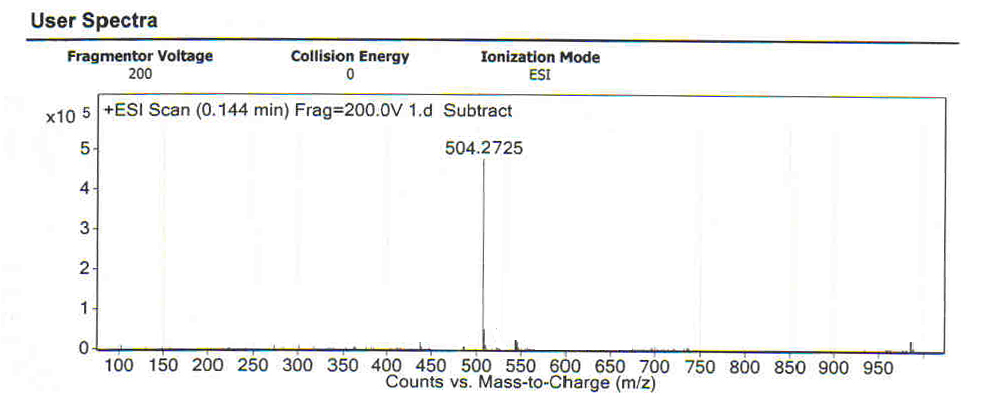 User Spectra
Fragmentor Voltage Collision Energy Ionization Mode
200 0 ESI
x10 5 +ESI Scan (0.144 min) Frag=200.0V 1.d Subtract
504.2725
5
4
3
2
1
0
100 150 200 250 300 350 400 450 500 550 600 650 700 750 800 850 900 950
Counts vs. Mass-to-Charge (m/z)